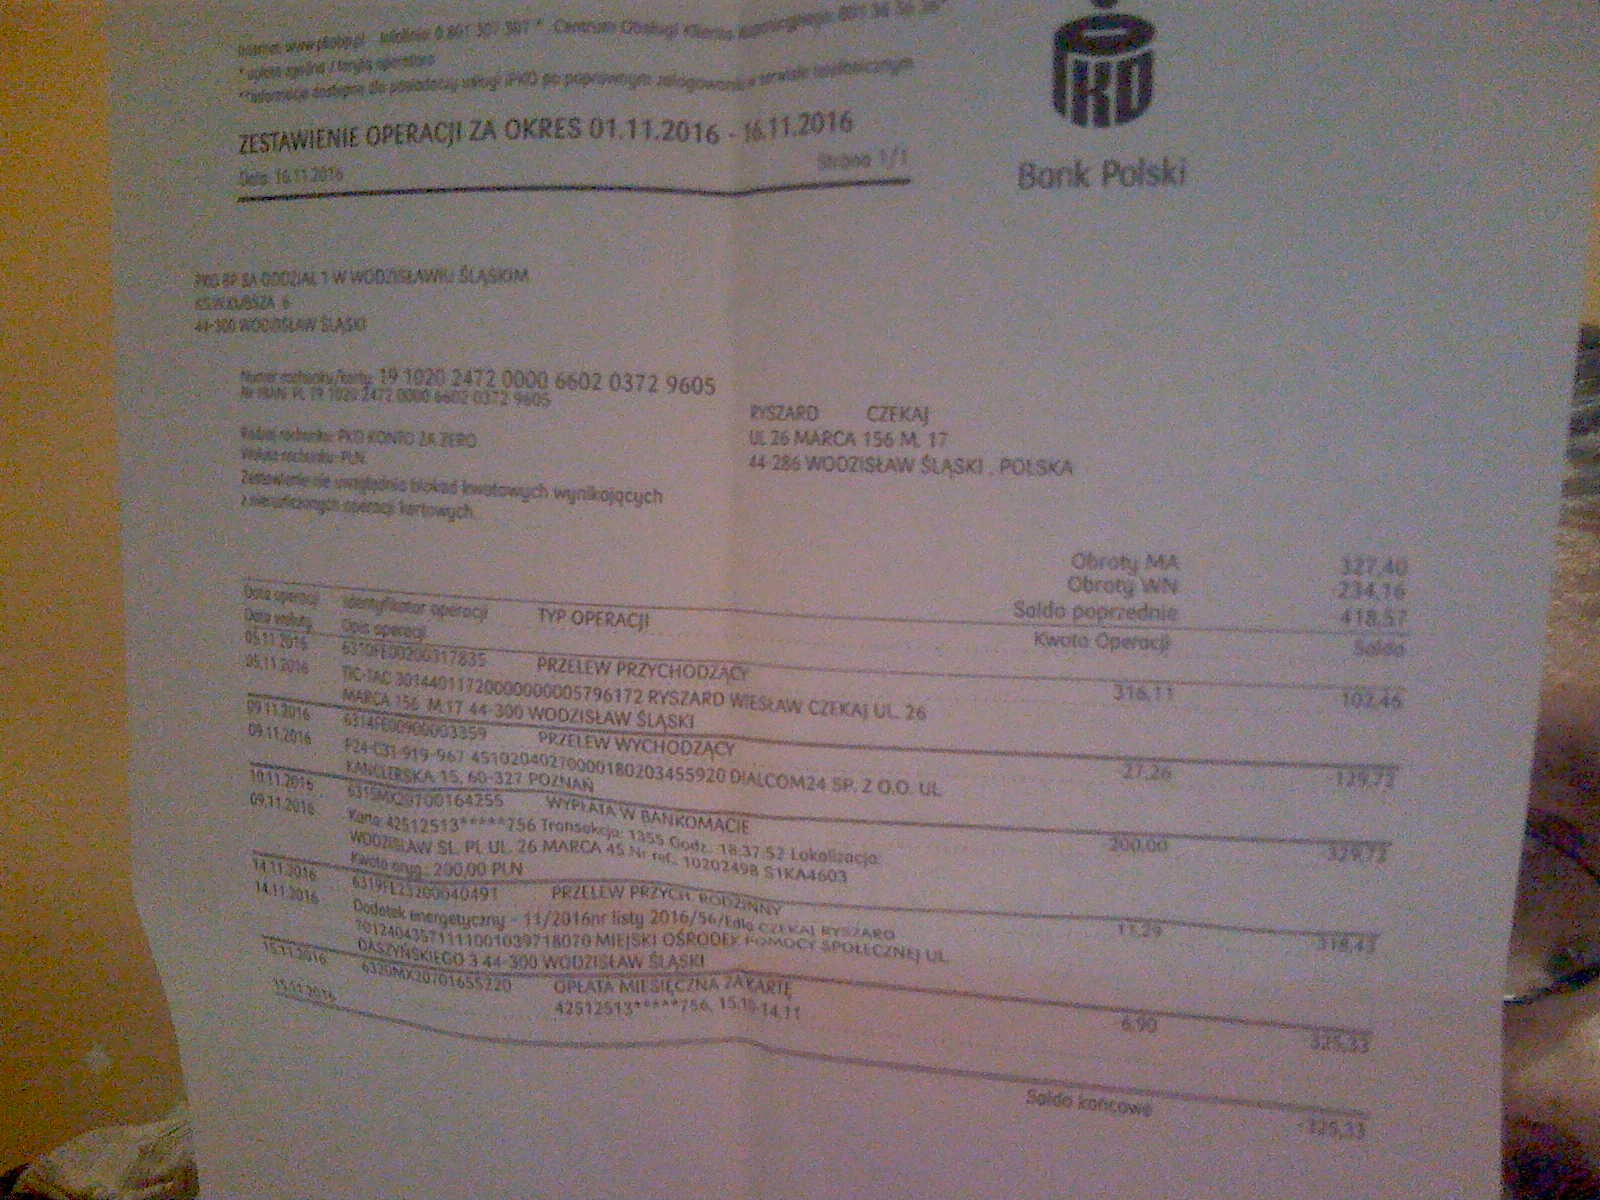 Internet: www.pkobp.pl Infolinia: 0 801 307 307 * Centrum Obsługi Klienta 801 36 36 36*
* opłata zgodna z taryfą operatora
**Informacje dostępne dla posiadaczy usługi iPKO po poprawnym zalogowaniu w serwisie telefonicznym
ZESTAWIENIE OPERACJI ZA OKRES 01.11.2016 - 16.11.2016
Data: 16.11.2016 Strona 1/1
PKO
Bank Polski
PKO BP SA ODDZIAŁ 1 W WODZISŁAWIU ŚLĄSKIM
KS.W.KUBSZA 6
44-300 WODZISŁAW ŚLĄSKI
Numer rachunku/karty: 19 1020 2472 0000 6602 0372 9605
Nr IBAN: PL 19 1020 2472 0000 6602 0372 9605
RYSZARD CZEKAJ
UL 26 MARCA 156 M. 17
44-286 WODZISŁAW ŚLĄSKI , POLSKA
Rodzaj rachunku: PKO KONTO ZA ZERO
Waluta rachunku: PLN
Zestawienie nie uwzględnia blokad kwotowych wynikających
z nierozliczonych operacji kartowych.
Obroty MA 327,40
Obroty WN -234,16
Saldo poprzednie -418,57
Data operacji Identyfikator operacji TYP OPERACJI Kwota Operacji Saldo
Data waluty Opis operacji
05.11.2016 6310FE00200317835 PRZELEW PRZYCHODZĄCY 316,11 -102,46
05.11.2016 TIC-TAC 30144011720000000005796172 RYSZARD WIESŁAW CZEKAJ UL. 26
MARCA 156 M.17 44-300 WODZISŁAW ŚLĄSKI
09.11.2016 6314FE00900003359 PRZELEW WYCHODZĄCY -27,26 -129,72
09.11.2016 P24-C31-919-967 45102040270000180203455920 DIALCOM24 SP. Z O.O. UL.
KANCLERSKA 15, 60-327 POZNAŃ
10.11.2016 6315MX20700164255 WYPŁATA W BANKOMACIE -200,00 -329,72
09.11.2016 Karta:42512513*****756 Transakcja: 1355 Godz.: 18:37:52 Lokalizacja:
WODZISLAW SL. PL UL. 26 MARCA 45 Nr ref.: 10202498 S1KA4603
Kwota oryg.: 200,00 PLN
14.11.2016 6319FL23200040491 PRZELEW PRZYCH. RODZINNY 11,29 -318,43
14.11.2016 Dodatek energetyczny - 11/2016nr listy 2016/56/Edlo CZEKAJ RYSZARD
70124043571111001039718070 MIEJSKI OŚRODEK POMOCY SPOŁECZNEJ UL.
DASZYŃSKIEGO 3 44-300 WODZISŁAW ŚLĄSKI
15.11.2016 6320MX20701655220 OPŁATA MIESIĘCZNA ZA KARTĘ -6,90 -325,33
15.11.2016 42512513*****756, 15.10-14.11
Saldo końcowe -325,33